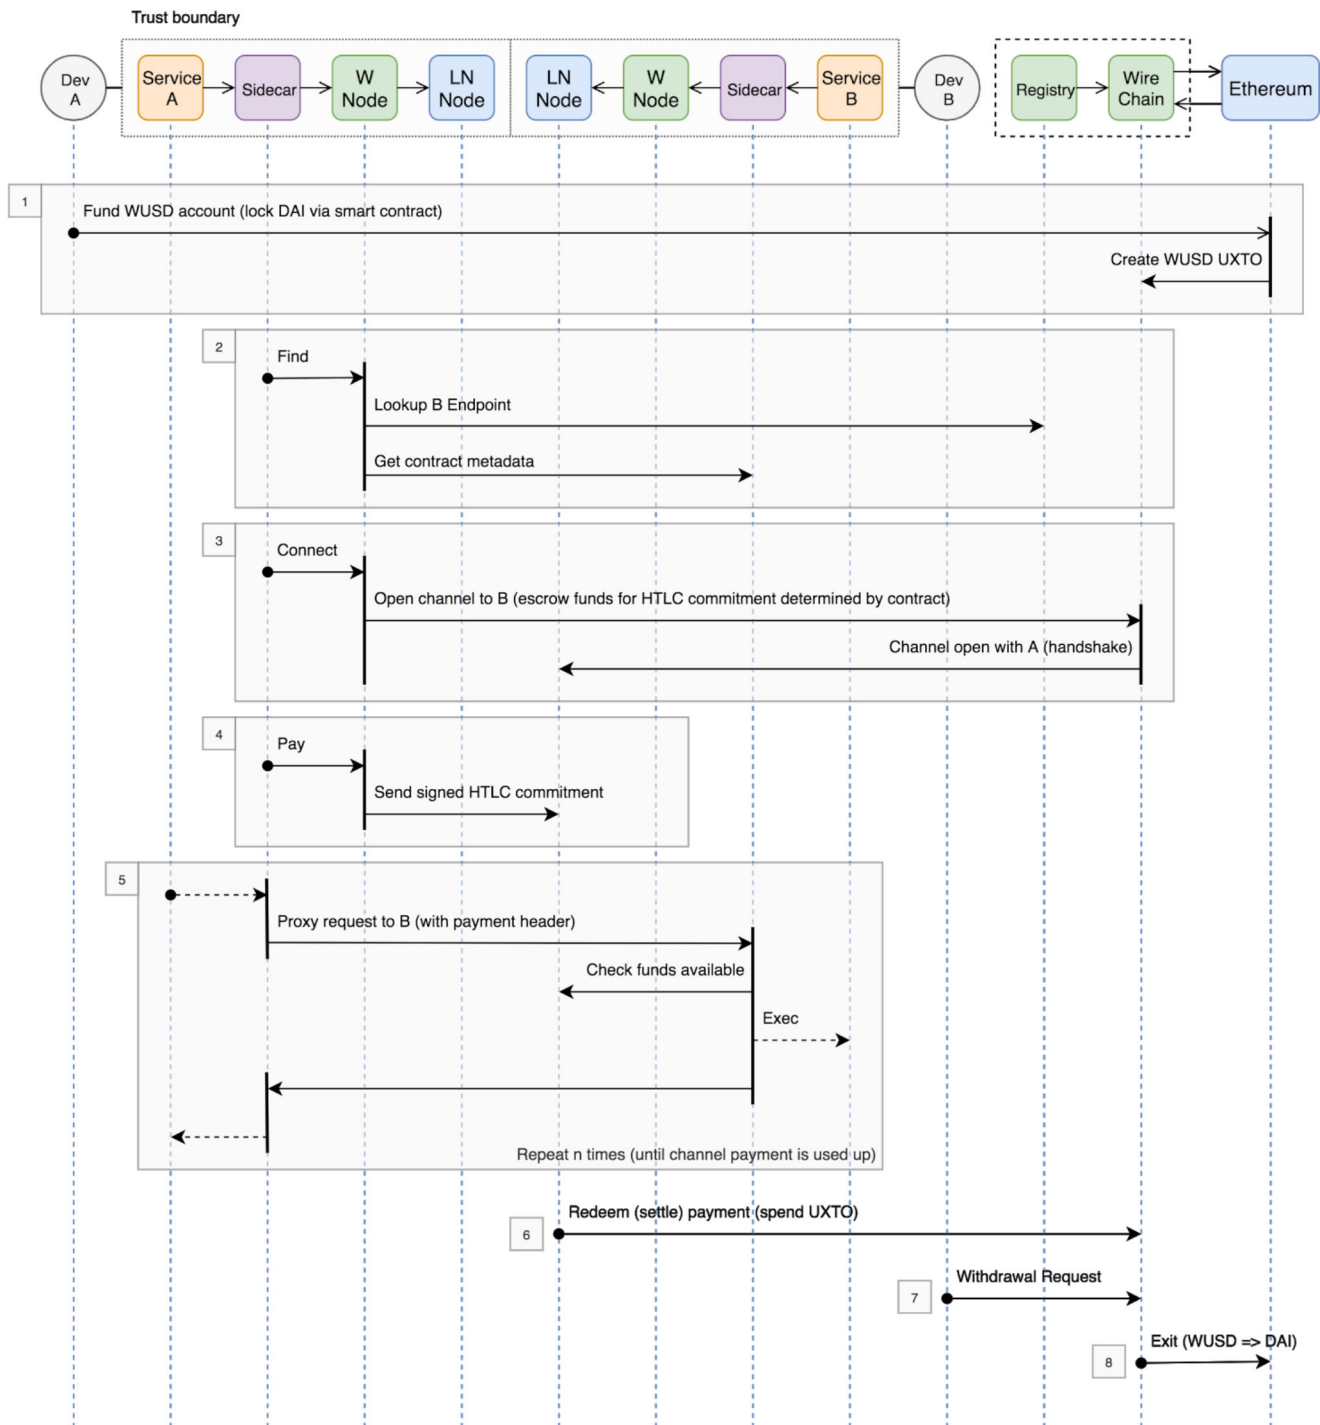 Trust boundary
Dev
A
Service
A
Sidecar
W
Node
LN
Node
LN
Node
W
Node
Sidecar
Service
B
Dev
B
Registry
Wire
Chain
Ethereum
1
Fund WUSD account (lock DAI via smart contract)
Create WUSD UXTO
2
Find
Lookup B Endpoint
Get contract metadata
3
Connect
Open channel to B (escrow funds for HTLC commitment determined by contract)
Channel open with A (handshake)
4
Pay
Send signed HTLC commitment
5
Proxy request to B (with payment header)
Check funds available
Exec
Repeat n times (until channel payment is used up)
6
Redeem (settle) payment (spend UXTO)
7
Withdrawal Request
8
Exit (WUSD => DAI)